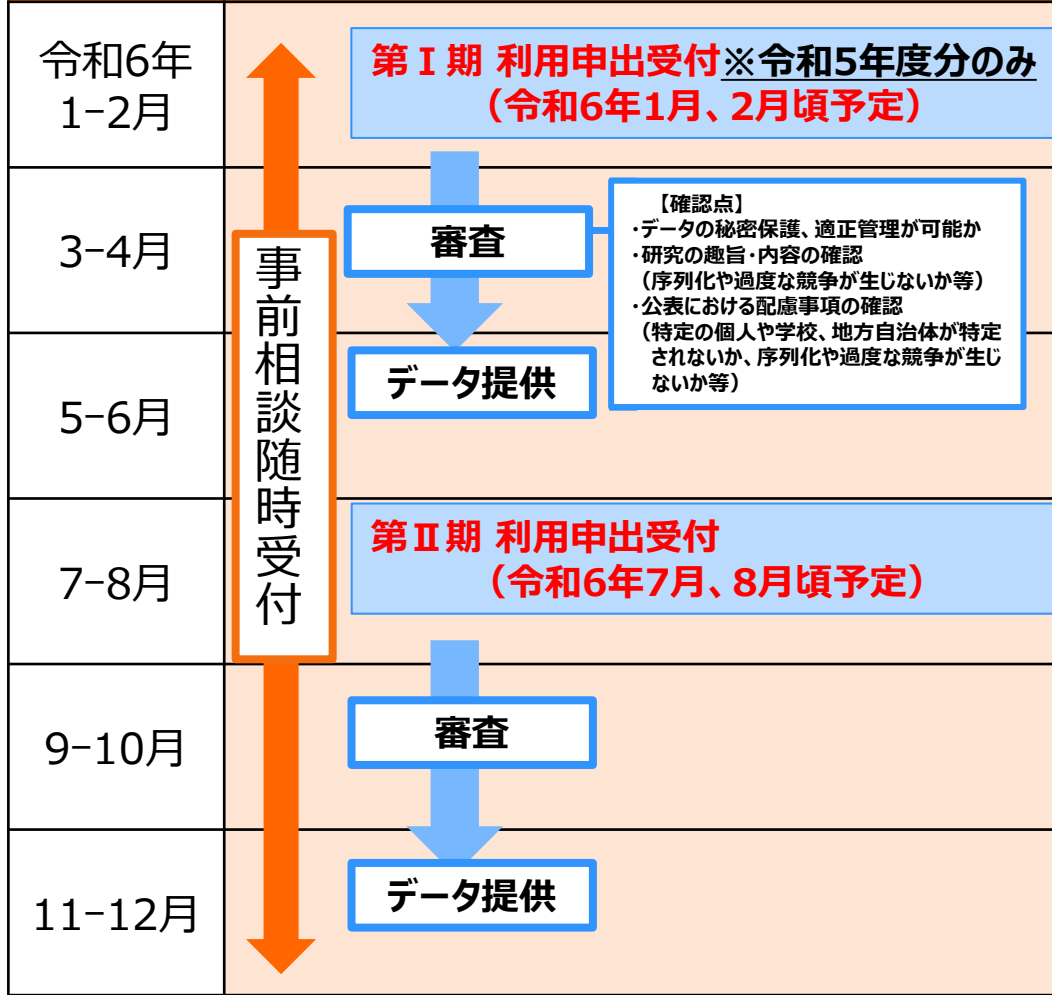 令和6年
1-2月
第Ⅰ期 利用申出受付※令和5年度分のみ
（令和6年1月、2月頃予定）
3-4月
審査
【確認点】
・データの秘密保護、適正管理が可能か
・研究の趣旨・内容の確認
（序列化や過度な競争が生じないか等）
・公表における配慮事項の確認
（特定の個人や学校、地方自治体が特定
されないか、序列化や過度な競争が生じ
ないか等）
事前相談随時受付
データ提供
5-6月
7-8月
第Ⅱ期 利用申出受付
（令和6年7月、8月頃予定）
9-10月
審査
11-12月
データ提供